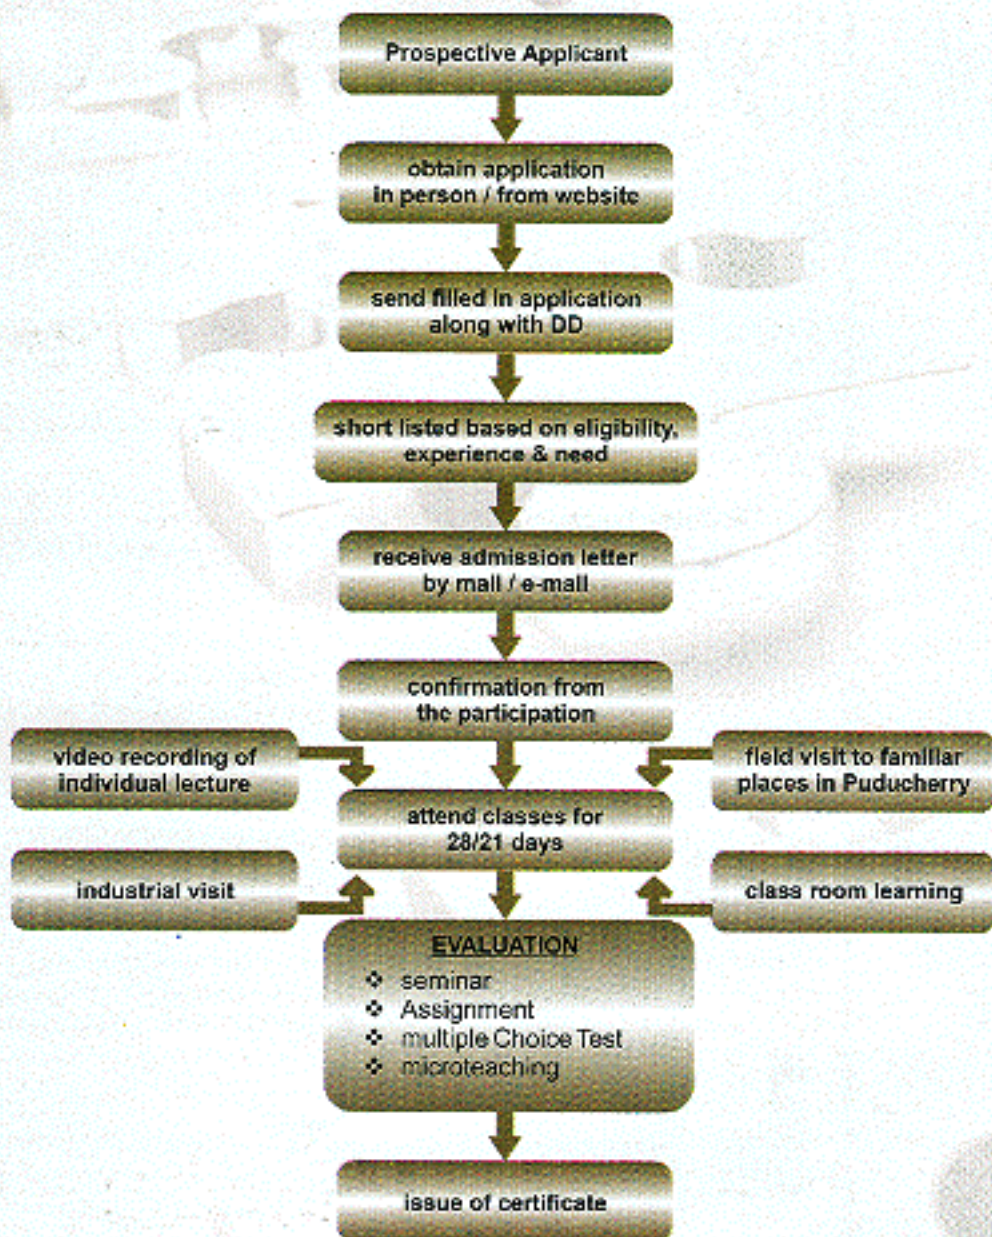 Prospective Applicant
obtain application
in person / from website
send filled in application
along with DD
short listed based on eligibility,
experience & need
receive admission letter
by mail / e-mail
confirmation from
the participation
video recording of
individual lecture
field visit to familiar
places in Puducherry
attend classes for
28/21 days
industrial visit
class room learning
EVALUATION
❖ seminar
❖ Assignment
❖ multiple Choice Test
❖ microteaching
issue of certificate